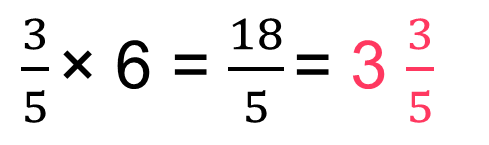 3/5 × 6 = 18/5 = 3 3/5